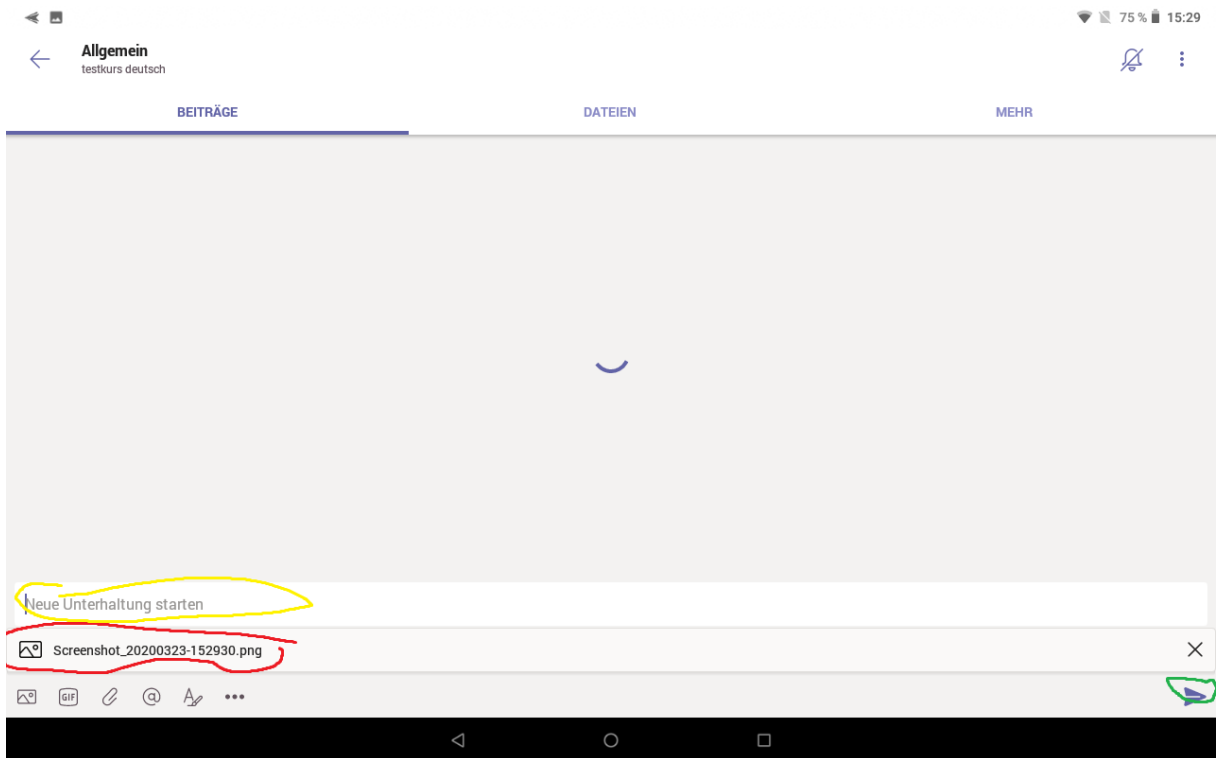 75 % 15:29
Allgemein
testkurs deutsch
BEITRÄGE DATEIEN MEHR
Neue Unterhaltung starten
Screenshot_20200323-152930.png
GIF @ A